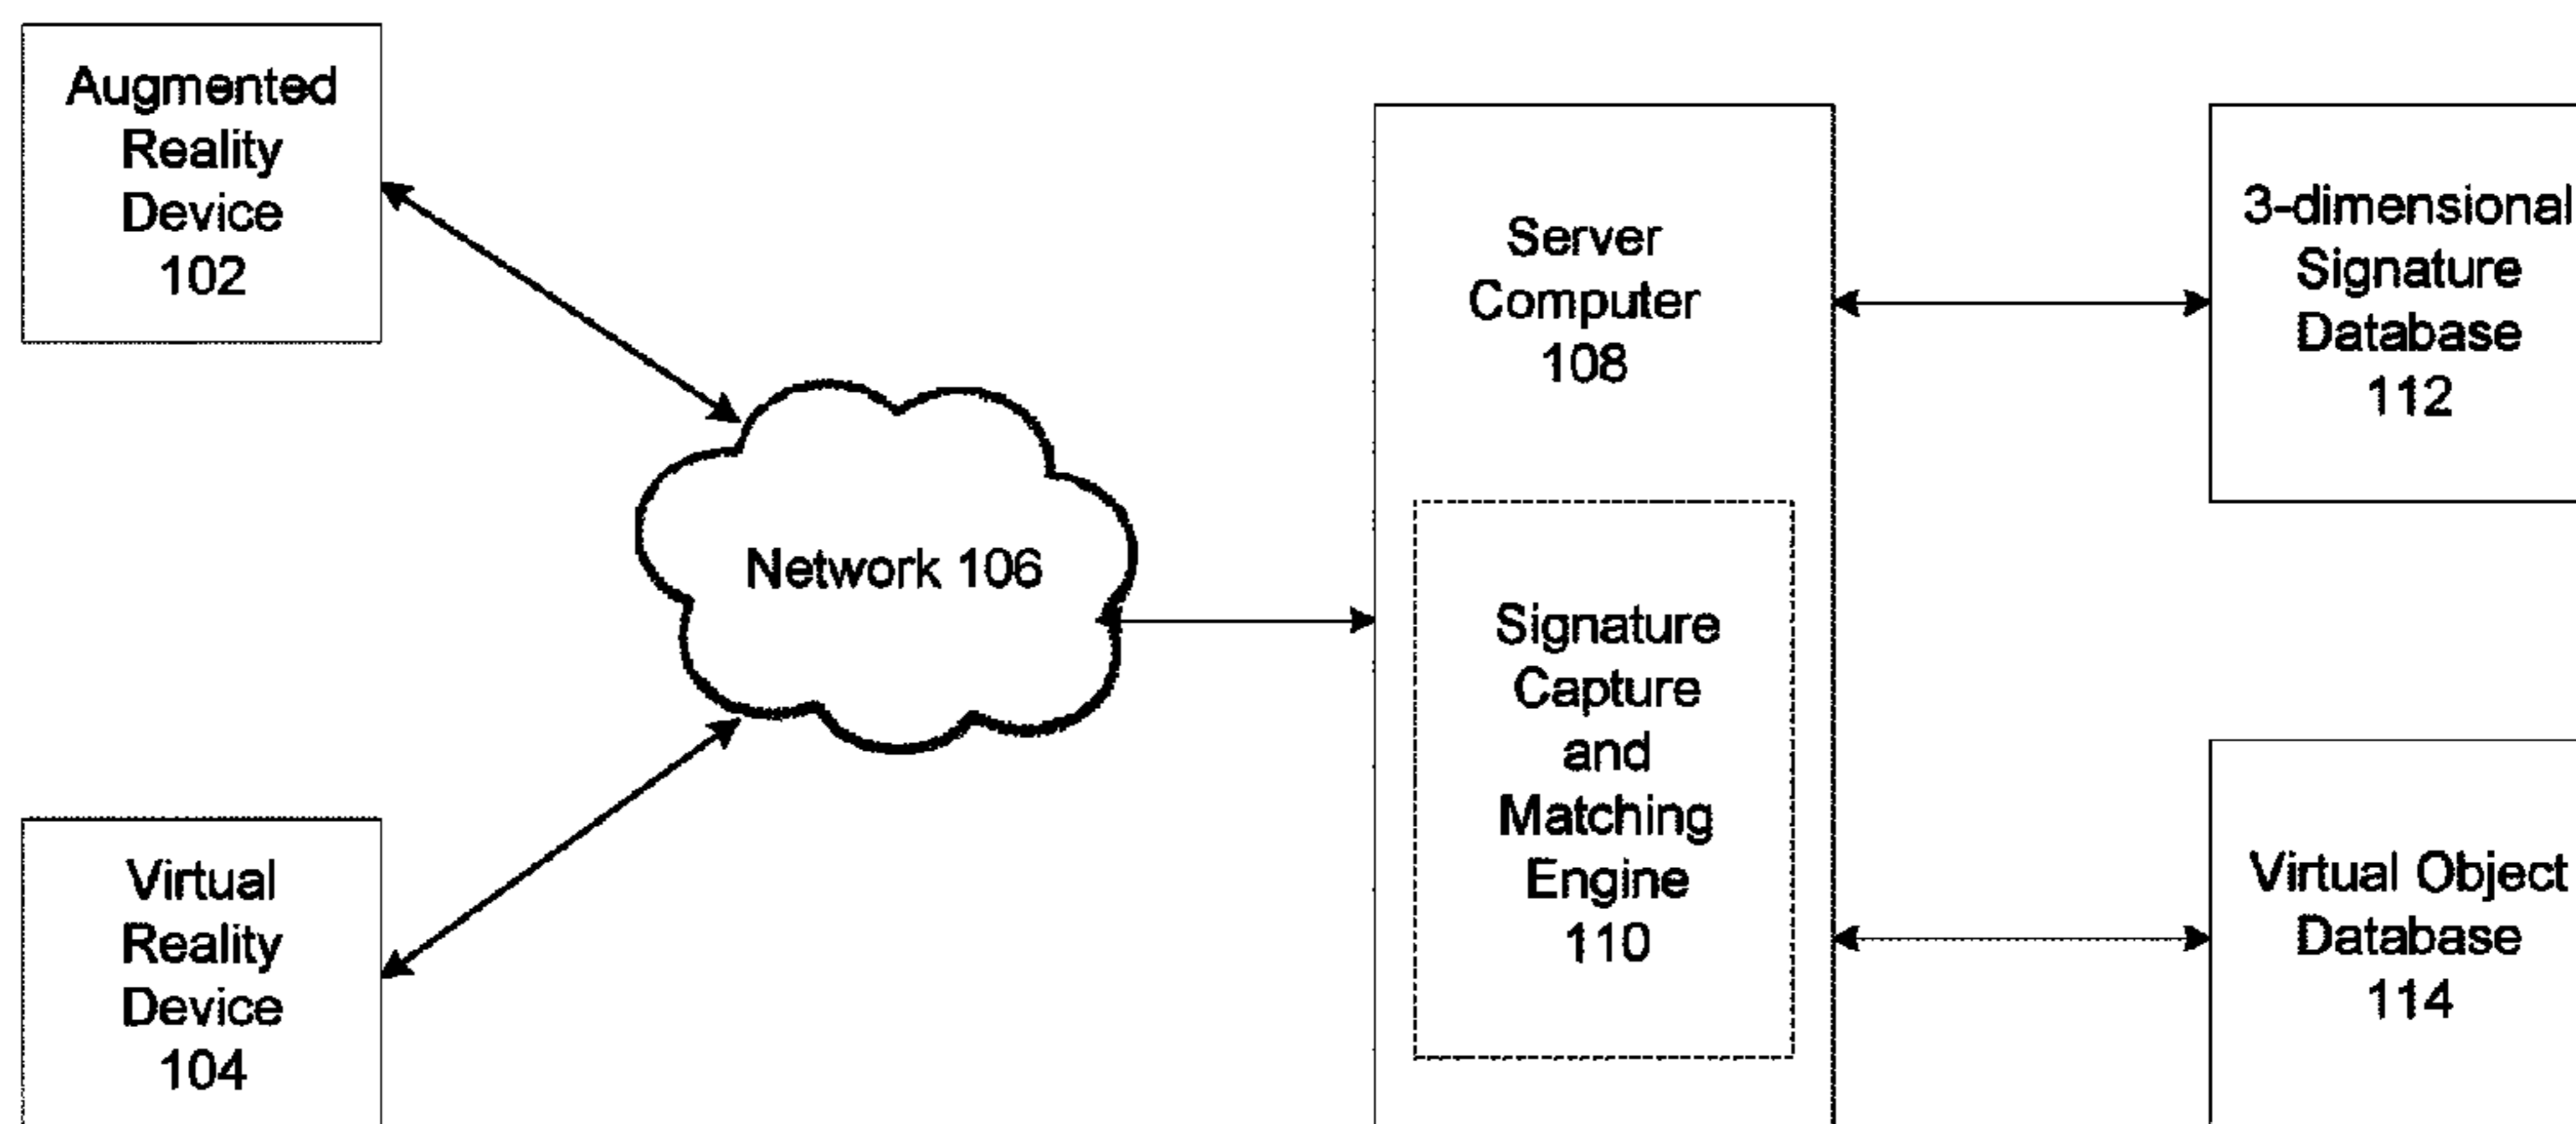 Augmented
Reality
Device
102
Server
Computer
108
3-dimensional
Signature
Database
112
Network 106
Signature
Capture
and
Matching
Engine
110
Virtual
Reality
Device
104
Virtual Object
Database
114